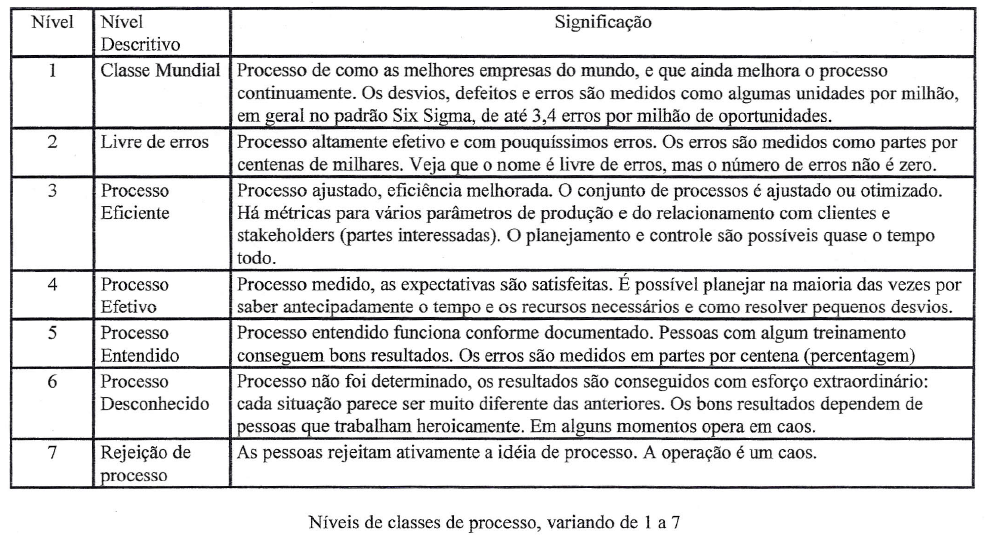 Nível Nível Significação
Descritivo
1 Classe Mundial Processo de como as melhores empresas do mundo, e que ainda melhora o processo
continuamente. Os desvios, defeitos e erros são medidos como algumas unidades por milhão,
em geral no padrão Six Sigma, de até 3,4 erros por milhão de oportunidades.
2 Livre de erros Processo altamente efetivo e com pouquíssimos erros. Os erros são medidos como partes por
centenas de milhares. Veja que o nome é livre de erros, mas o número de erros não é zero.
3 Processo Processo ajustado, eficiência melhorada. O conjunto de processos é ajustado ou otimizado.
Eficiente Há métricas para vários parâmetros de produção e do relacionamento com clientes e
stakeholders (partes interessadas). O planejamento e controle são possíveis quase o tempo
todo.
4 Processo Processo medido, as expectativas são satisfeitas. É possível planejar na maioria das vezes por
Efetivo saber antecipadamente o tempo e os recursos necessários e como resolver pequenos desvios.
5 Processo Processo entendido funciona conforme documentado. Pessoas com algum treinamento
Entendido conseguem bons resultados. Os erros são medidos em partes por centena (percentagem)
6 Processo Processo não foi determinado, os resultados são conseguidos com esforço extraordinário:
Desconhecido cada situação parece ser muito diferente das anteriores. Os bons resultados dependem de
pessoas que trabalham heroicamente. Em alguns momentos opera em caos.
7 Rejeição de As pessoas rejeitam ativamente a idéia de processo. A operação é um caos.
processo
Níveis de classes de processo, variando de 1 a 7